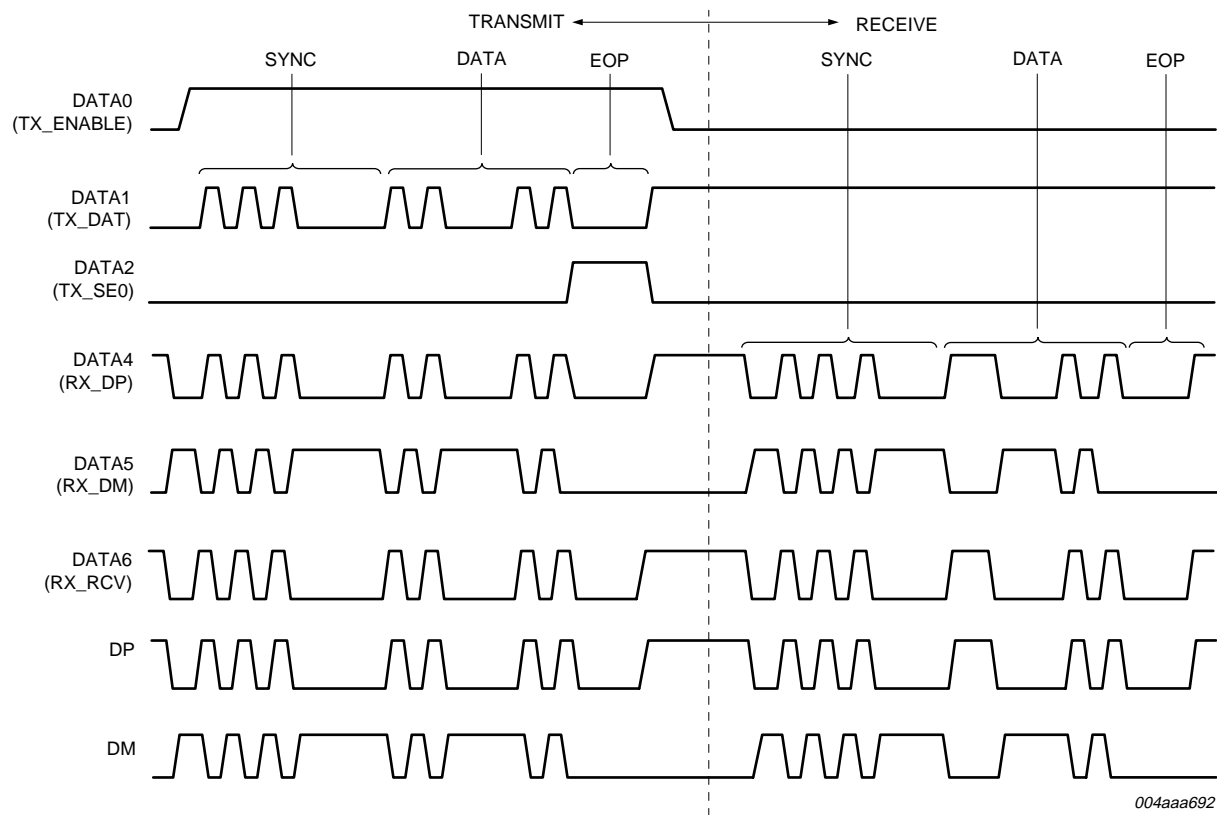 TRANSMIT
RECEIVE
SYNC
DATA
EOP
SYNC
DATA
EOP
DATA0
(TX_ENABLE)
DATA1
(TX_DAT)
DATA2
(TX_SE0)
DATA4
(RX_DP)
DATA5
(RX_DM)
DATA6
(RX_RCV)
DP
DM
004aaa692